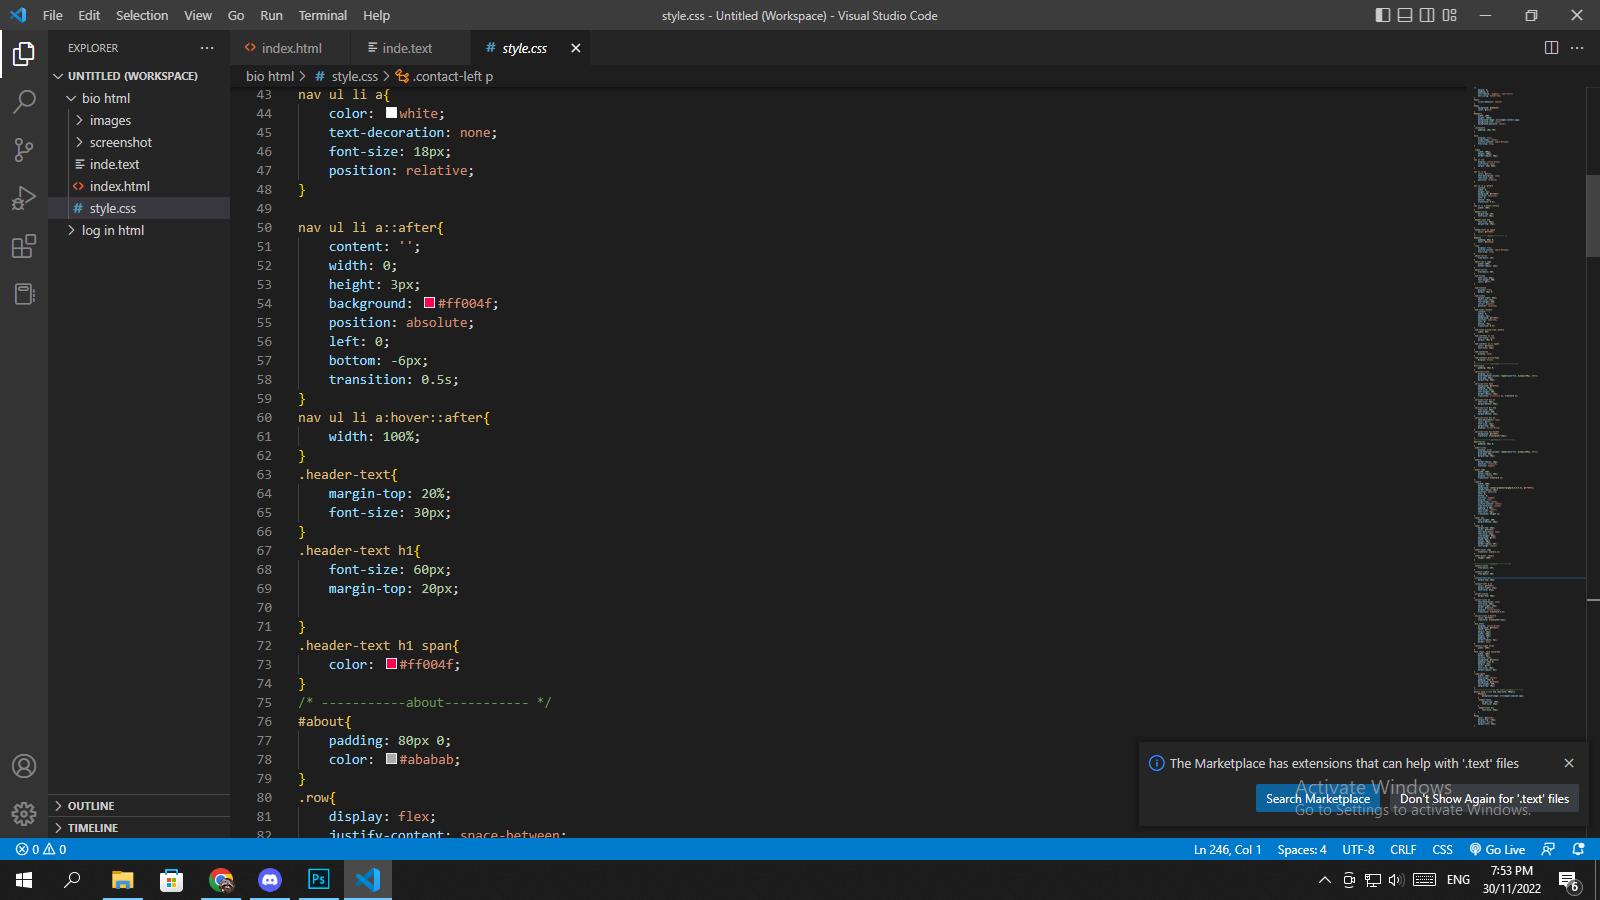 File Edit Selection View Go Run Terminal Help
style.css - Untitled (Workspace) - Visual Studio Code
EXPLORER
index.html
inde.text
# style.css
UNTITLED (WORKSPACE)
bio html > # style.css > .contact-left p
bio html
images
screenshot
inde.text
index.html
# style.css
log in html
43 nav ul li a{
44 color: white;
45 text-decoration: none;
46 font-size: 18px;
47 position: relative;
48 }
49
50 nav ul li a::after{
51 content: '';
52 width: 0;
53 height: 3px;
54 background: #ff004f;
55 position: absolute;
56 left: 0;
57 bottom: -6px;
58 transition: 0.5s;
59 }
60 nav ul li a:hover::after{
61 width: 100%;
62 }
63 .header-text{
64 margin-top: 20%;
65 font-size: 30px;
66 }
67 .header-text h1{
68 font-size: 60px;
69 margin-top: 20px;
70
71 }
72 .header-text h1 span{
73 color: #ff004f;
74 }
75 /* -----------about----------- */
76 #about{
77 padding: 80px 0;
78 color: #ababab;
79 }
80 .row{
81 display: flex;
82 justify-content: space-between;
OUTLINE
TIMELINE
The Marketplace has extensions that can help with '.text' files
Search Marketplace
Don't Show Again for '.text' files
Activate Windows
Go to Settings to activate Windows.
0 0
Ln 246, Col 1 Spaces: 4 UTF-8 CRLF CSS Go Live
Ps
ENG
7:53 PM
30/11/2022
6